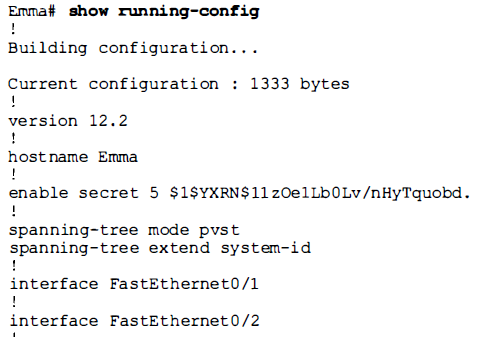 Emma# show running-config
!
Building configuration...
Current configuration : 1333 bytes
!
version 12.2
!
hostname Emma
!
enable secret 5 $1$YXRN$11zOe1Lb0Lv/nHyTquobd.
!
spanning-tree mode pvst
spanning-tree extend system-id
!
interface FastEthernet0/1
!
interface FastEthernet0/2
!